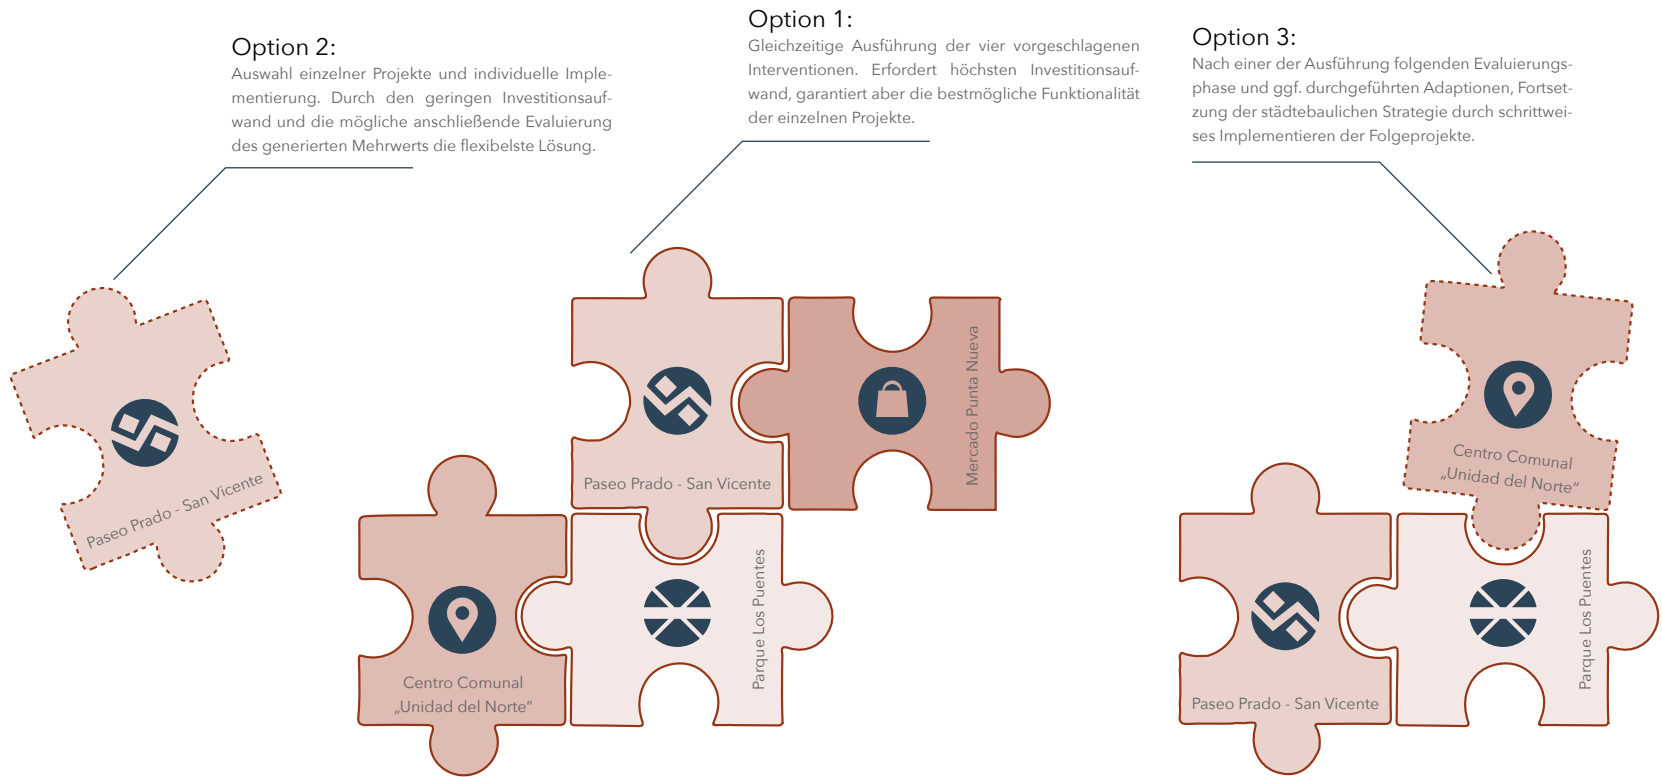 Option 2:
Auswahl einzelner Projekte und individuelle Imple-
mentierung. Durch den geringen Investitionsauf-
wand und die mögliche anschließende Evaluierung
des generierten Mehrwerts die flexibelste Lösung.
Option 1:
Gleichzeitige Ausführung der vier vorgeschlagenen
Interventionen. Erfordert höchsten Investitionsauf-
wand, garantiert aber die bestmögliche Funktionalität
der einzelnen Projekte.
Option 3:
Nach einer der Ausführung folgenden Evaluierungs-
phase und ggf. durchgeführten Adaptionen, Fortset-
zung der städtebaulichen Strategie durch schrittwei-
ses Implementieren der Folgeprojekte.
Paseo Prado - San Vicente
Paseo Prado - San Vicente
Mercado Punta Nueva
Centro Comunal
„Unidad del Norte“
Parque Los Puentes
Centro Comunal
„Unidad del Norte“
Paseo Prado - San Vicente
Parque Los Puentes